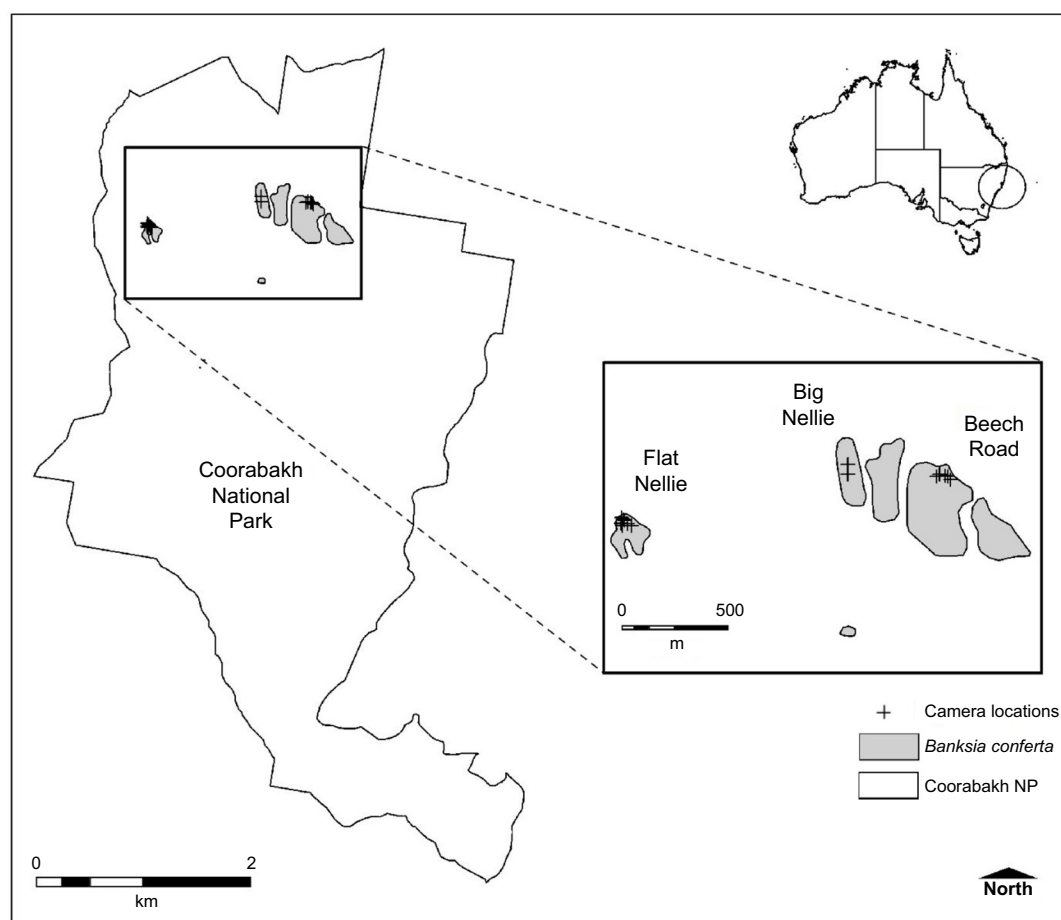 Coorabakh
National
Park
Big
Nellie
Beech
Road
Flat
Nellie
0 500
m
+ Camera locations
Banksia conferta
Coorabakh NP
0 2
km
North